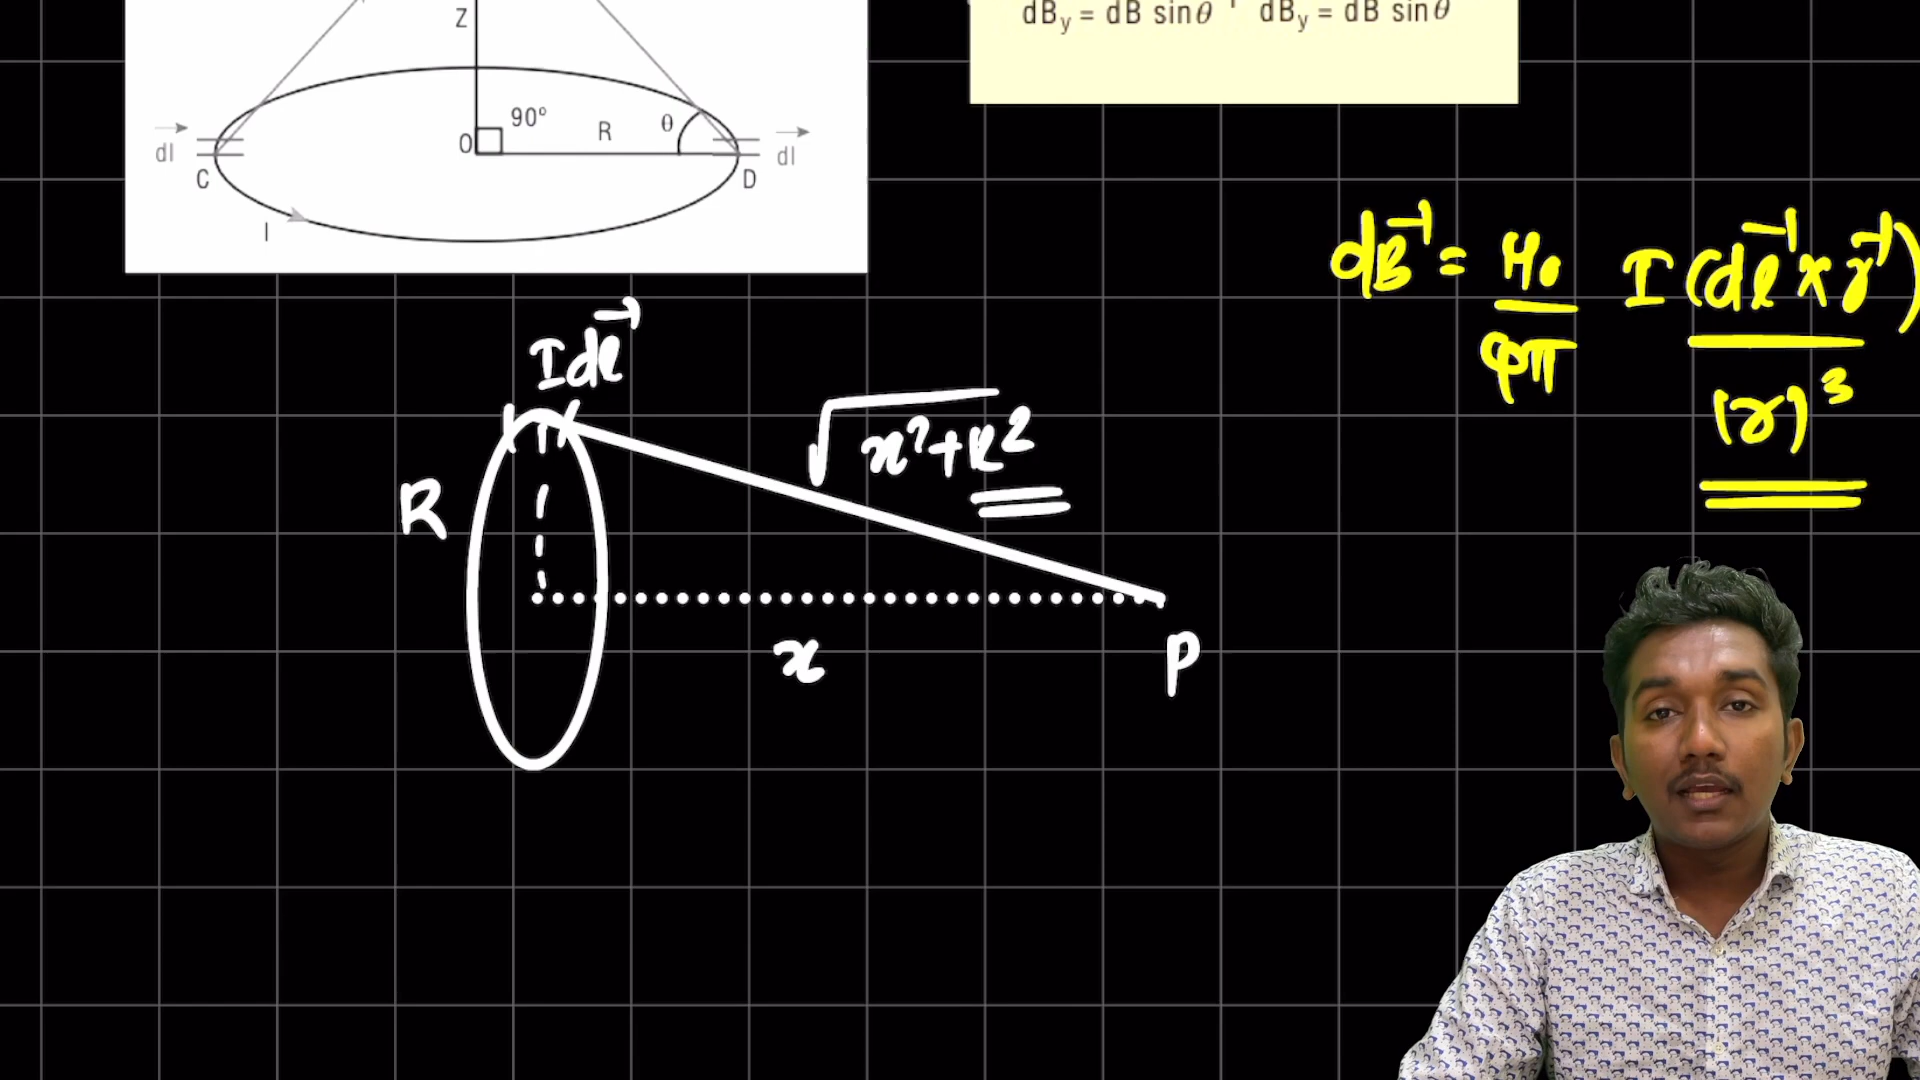 Z
dB_y = dB sinθ dB_y = dB sinθ
90°
O R θ
dl dl
C D
I
dB⃗ = μ₀/4π I(dl⃗ × r⃗)/(r)³
Idl⃗
√x²+R²
R
x
P